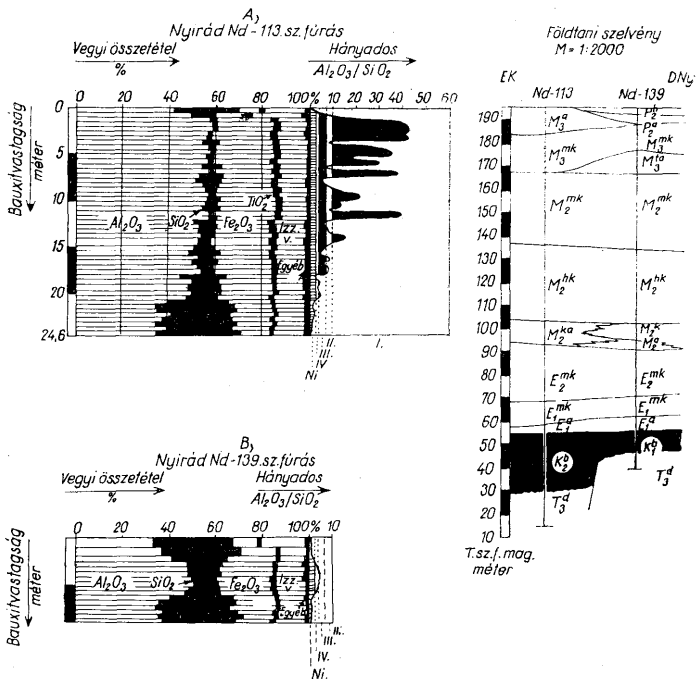 A)
Nyirád Nd-113.sz.fúrás
Vegyi összetétel
%
Hányados
Al2O3/SiO2
0 20 40 60 80 100% 10 20 30 40 50 60
Bauxitvastagság
méter
0
5
10
15
20
24,6
Al2O3
SiO2
Fe2O3
TiO2
Izz.
v.
Egyéb
I.
II.
III.
IV
Ni
B)
Nyirád Nd-139.sz.fúrás
Vegyi összetétel
%
Hányados
Al2O3/SiO2
0 20 40 60 80 100% 10
Bauxitvastagság
méter
Al2O3
SiO2
Fe2O3
Izz.
v.
Egyéb
II.
III.
IV.
Ni.
Földtani szelvény
M = 1:2000
EK
DNy
Nd-113
Nd-139
190
180
170
160
150
140
130
120
110
100
90
80
70
60
50
40
30
20
10
T.sz.f.mag.
méter
M3a
P2a
M3mk
M3mk
M3ta
M2mk
M2mk
M2hk
M2hk
M2ka
M2k
M2a
E2mk
E2mk
E1mk
E1mk
E1a
E1a
K2b
T3d
T3d